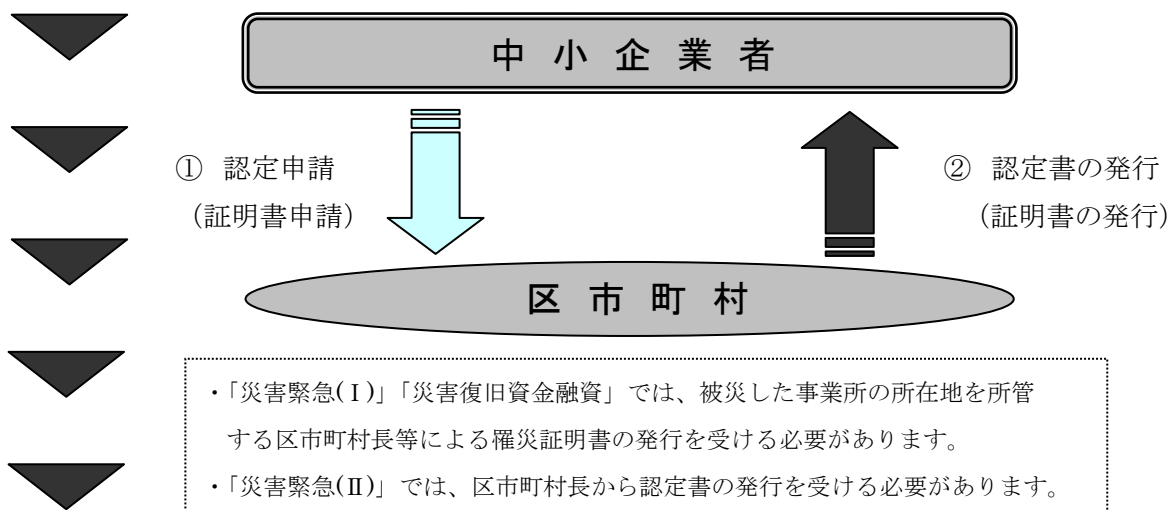 中小企業者
① 認定申請
(証明書申請)
② 認定書の発行
(証明書の発行)
区市町村
・「災害緊急(Ⅰ)」「災害復旧資金融資」では、被災した事業所の所在地を所管
する区市町村長等による罹災証明書の発行を受ける必要があります。
・「災害緊急(Ⅱ)」では、区市町村長から認定書の発行を受ける必要があります。